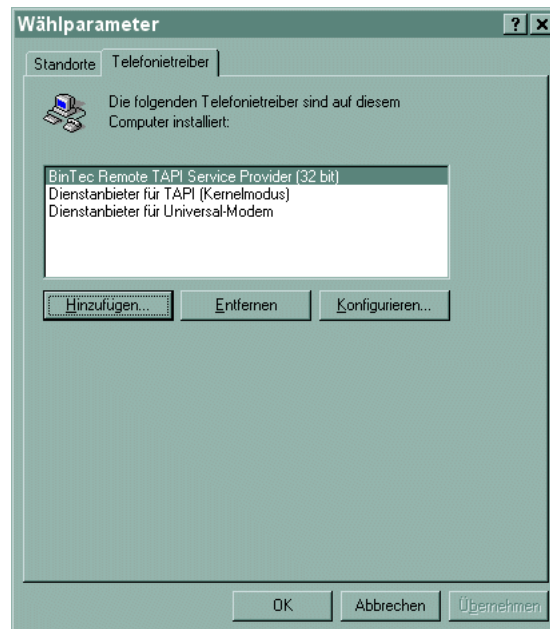 Wählparameter
Standorte Telefonietreiber
Die folgenden Telefonietreiber sind auf diesem
Computer installiert:
BinTec Remote TAPI Service Provider (32 bit)
Dienstanbieter für TAPI (Kernelmodus)
Dienstanbieter für Universal-Modem
Hinzufügen... Entfernen Konfigurieren...
OK Abbrechen Übernehmen